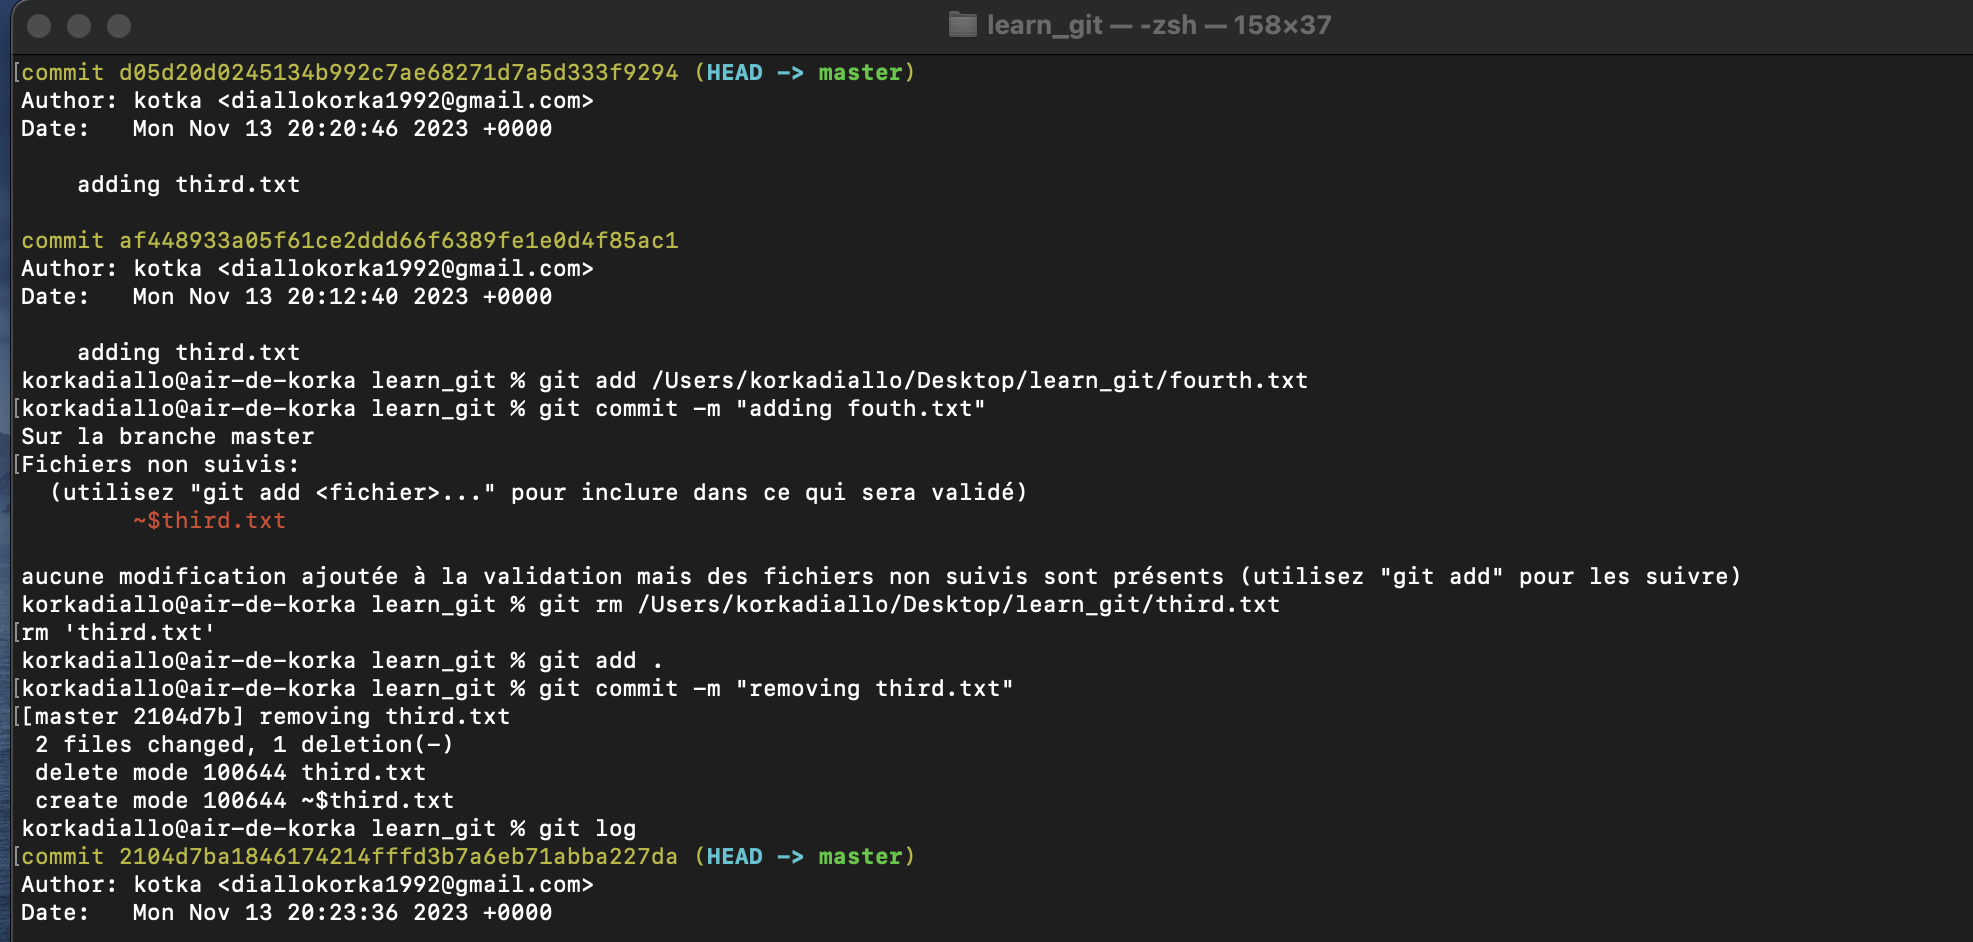 learn_git — -zsh — 158×37
[commit d05d20d0245134b992c7ae68271d7a5d333f9294 (HEAD -> master)
Author: kotka <diallokorka1992@gmail.com>
Date:   Mon Nov 13 20:20:46 2023 +0000
    adding third.txt
commit af448933a05f61ce2ddd66f6389fe1e0d4f85ac1
Author: kotka <diallokorka1992@gmail.com>
Date:   Mon Nov 13 20:12:40 2023 +0000
    adding third.txt
korkadiallo@air-de-korka learn_git % git add /Users/korkadiallo/Desktop/learn_git/fourth.txt
[korkadiallo@air-de-korka learn_git % git commit -m "adding fouth.txt"
Sur la branche master
[Fichiers non suivis:
  (utilisez "git add <fichier>..." pour inclure dans ce qui sera validé)
        ~$third.txt
aucune modification ajoutée à la validation mais des fichiers non suivis sont présents (utilisez "git add" pour les suivre)
korkadiallo@air-de-korka learn_git % git rm /Users/korkadiallo/Desktop/learn_git/third.txt
[rm 'third.txt'
korkadiallo@air-de-korka learn_git % git add .
[korkadiallo@air-de-korka learn_git % git commit -m "removing third.txt"
[[master 2104d7b] removing third.txt
 2 files changed, 1 deletion(-)
 delete mode 100644 third.txt
 create mode 100644 ~$third.txt
korkadiallo@air-de-korka learn_git % git log
[commit 2104d7ba1846174214fffd3b7a6eb71abba227da (HEAD -> master)
Author: kotka <diallokorka1992@gmail.com>
Date:   Mon Nov 13 20:23:36 2023 +0000